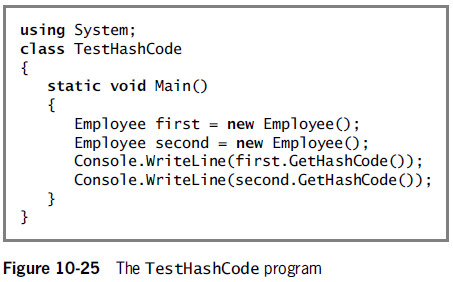 using System;
class TestHashCode
{
   static void Main()
   {
      Employee first = new Employee();
      Employee second = new Employee();
      Console.WriteLine(first.GetHashCode());
      Console.WriteLine(second.GetHashCode());
   }
}
Figure 10-25 The TestHashCode program